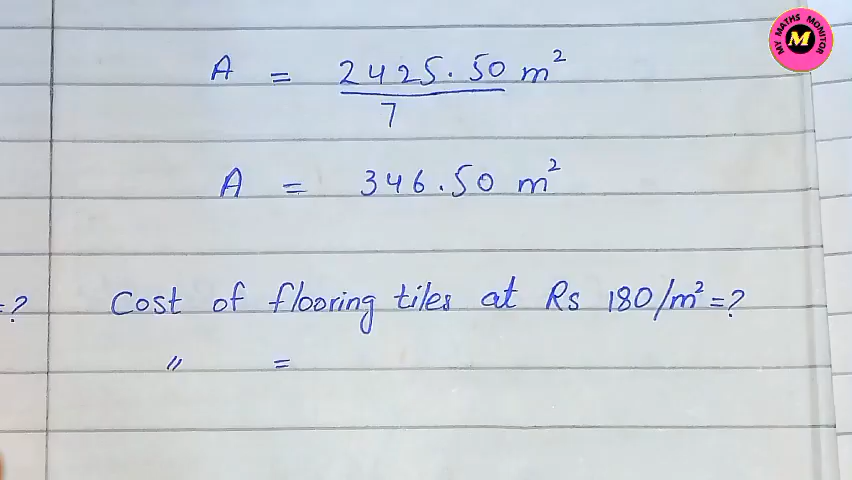 MY MATHS MONITOR
M
A = 2425.50 m²
7
A = 346.50 m²
=? Cost of flooring tiles at Rs 180/m² = ?
〃 =